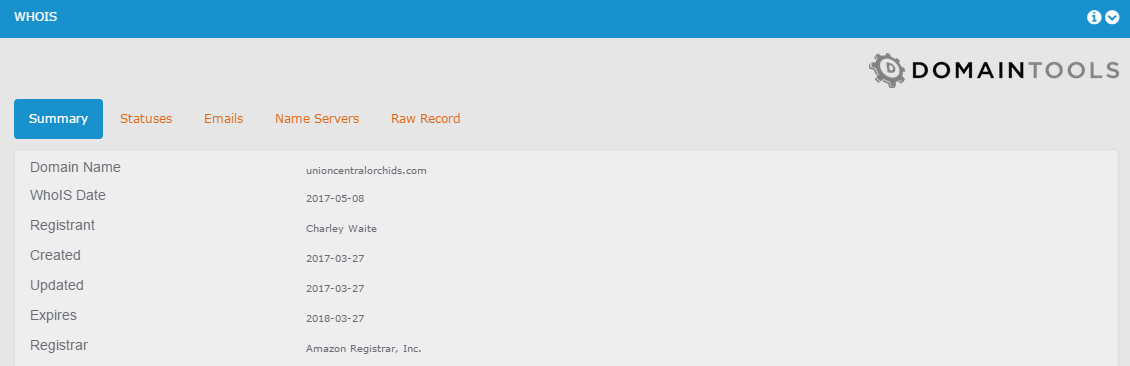 WHOIS
DOMAINTOOLS
Summary Statuses Emails Name Servers Raw Record
Domain Name unioncentralorchids.com
WhoIS Date 2017-05-08
Registrant Charley Waite
Created 2017-03-27
Updated 2017-03-27
Expires 2018-03-27
Registrar Amazon Registrar, Inc.